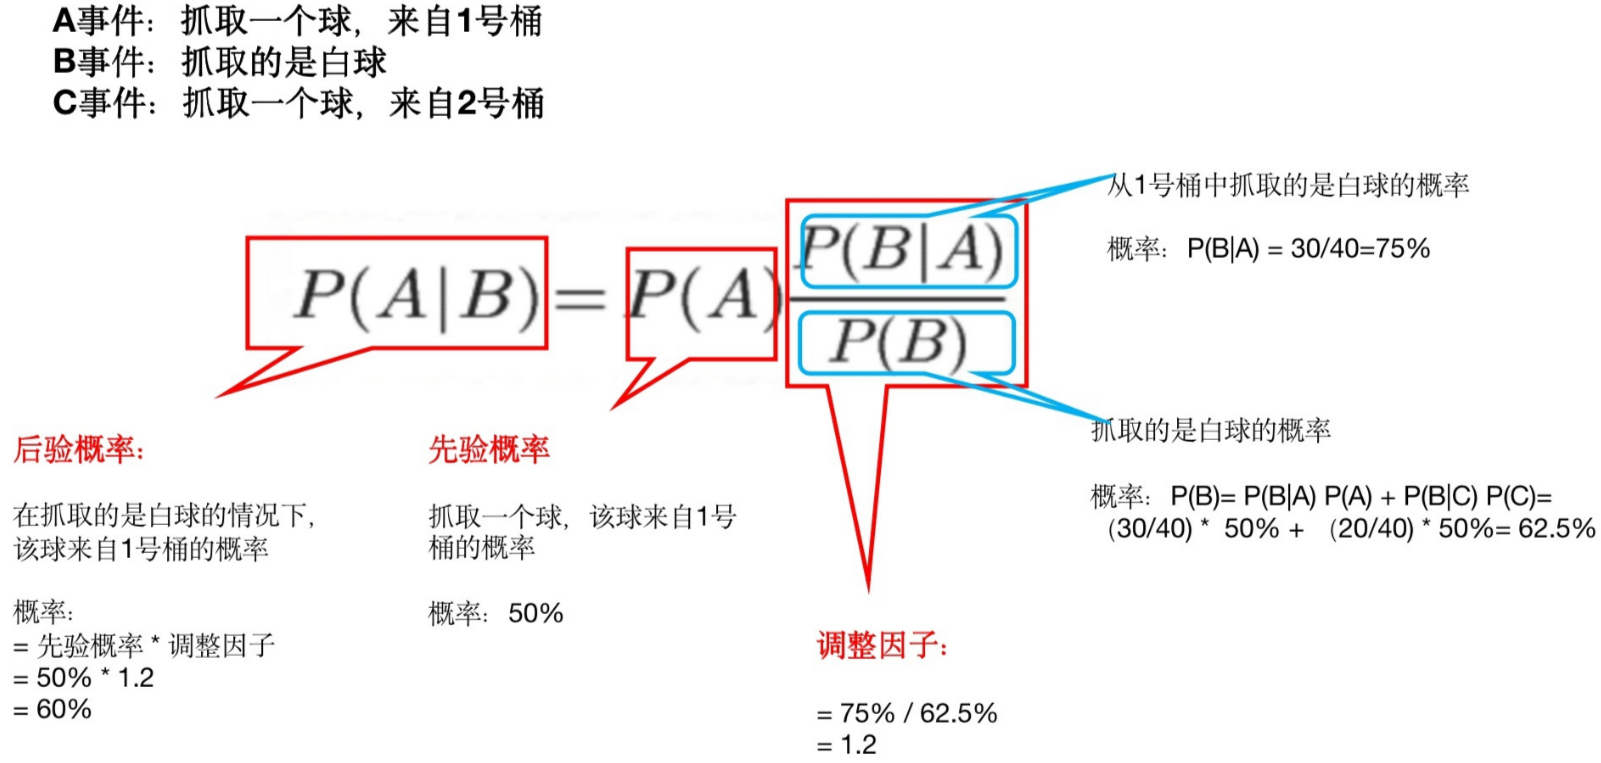 A事件：抓取一个球，来自1号桶
B事件：抓取的是白球
C事件：抓取一个球，来自2号桶
从1号桶中抓取的是白球的概率
概率：P(B|A) = 30/40=75%
P(A|B) = P(A) P(B|A)
P(B)
抓取的是白球的概率
概率：P(B)= P(B|A) P(A) + P(B|C) P(C)=
（30/40）* 50% + （20/40) * 50%= 62.5%
后验概率：
在抓取的是白球的情况下，
该球来自1号桶的概率
概率：
= 先验概率 * 调整因子
= 50% * 1.2
= 60%
先验概率
抓取一个球，该球来自1号
桶的概率
概率：50%
调整因子：
= 75% / 62.5%
= 1.2